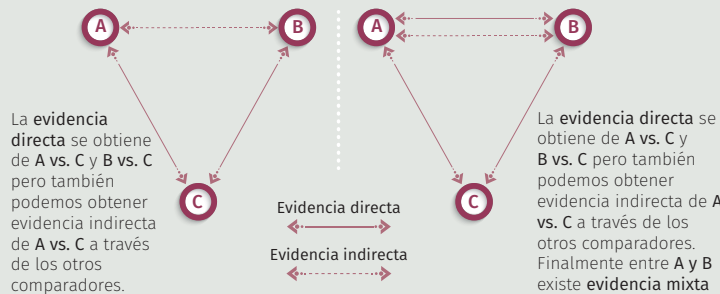 A
B
C
La evidencia
directa se obtiene
de A vs. C y B vs. C
pero también
podemos obtener
evidencia indirecta
de A vs. C a través
de los otros
comparadores.
Evidencia directa
Evidencia indirecta
A
B
C
La evidencia directa se
obtiene de A vs. C y
B vs. C pero también
podemos obtener
evidencia indirecta de A
vs. C a través de los
otros comparadores.
Finalmente entre A y B
existe evidencia mixta